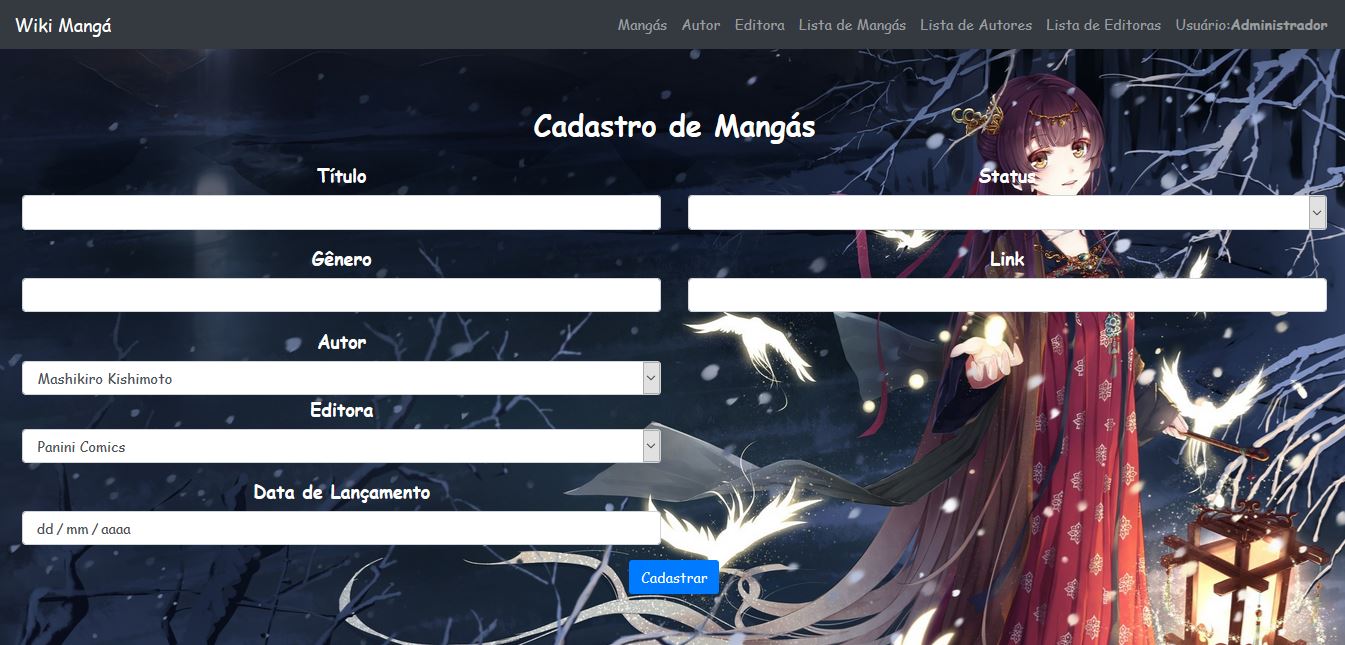 Wiki Mangá
Mangás Autor Editora Lista de Mangás Lista de Autores Lista de Editoras Usuário:Administrador
Cadastro de Mangás
Título
Status
Gênero
Link
Autor
Mashikiro Kishimoto
Editora
Panini Comics
Data de Lançamento
dd / mm / aaaa
Cadastrar